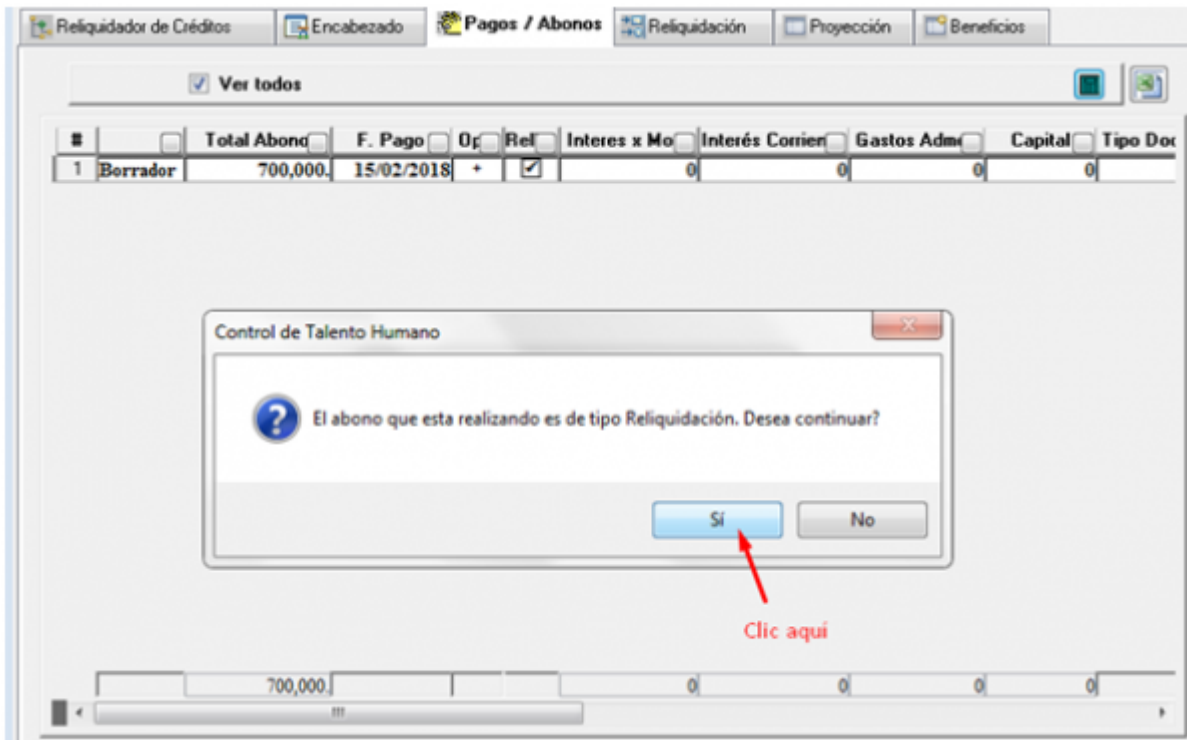 Reliquidador de Créditos Encabezado Pagos / Abonos Reliquidación Proyección Beneficios
Ver todos
# Total Abono F. Pago Op Rel Interes x Mo Interés Corrien Gastos Adm Capital Tipo Doc
1 Borrador 700,000. 15/02/2018 + 0 0 0 0
Control de Talento Humano
El abono que esta realizando es de tipo Reliquidación. Desea continuar?
Sí No
Clic aquí
700,000. 0 0 0 0